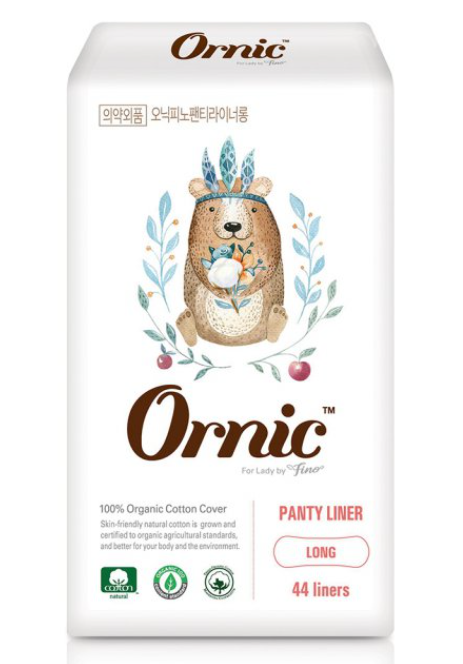 Ornic™
For Lady by Fino
의약외품 오닉피노팬티라이너롱
Ornic™
For Lady by Fino®
100% Organic Cotton Cover
Skin-friendly natural cotton is grown and
certified to organic agricultural standards,
and better for your body and the environment.
PANTY LINER
LONG
44 liners
COTTON
natural